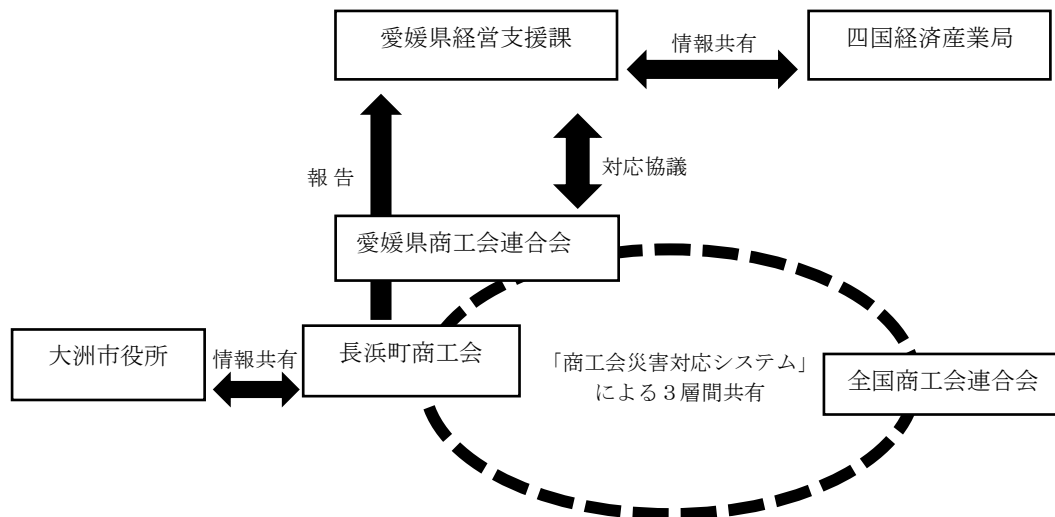 愛媛県経営支援課
情報共有
四国経済産業局
報 告
対応協議
愛媛県商工会連合会
大洲市役所
情報共有
長浜町商工会
「商工会災害対応システム」
による３層間共有
全国商工会連合会